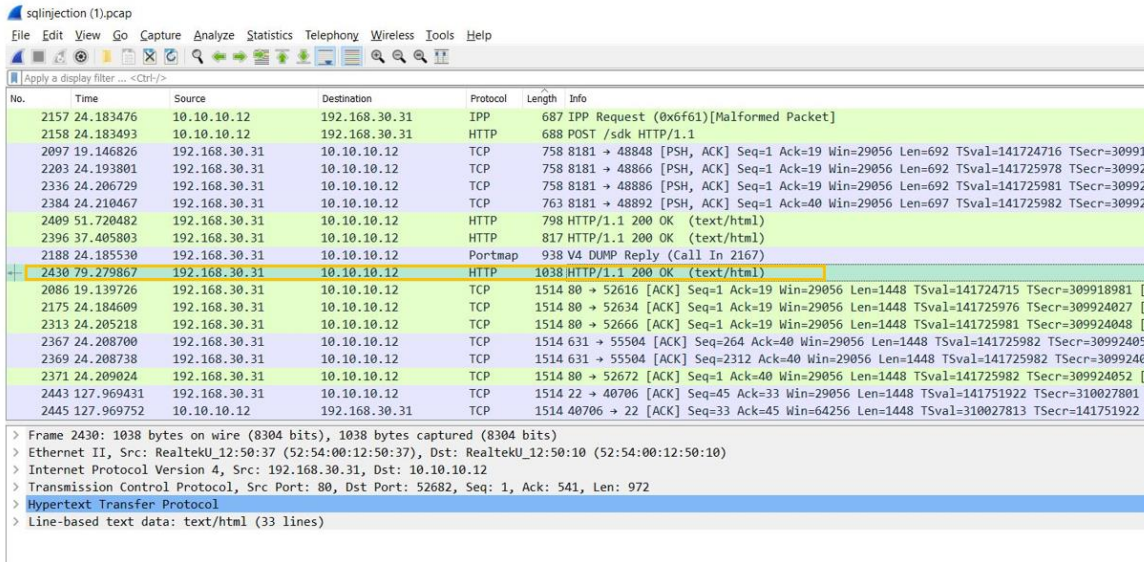 sqlinjection (1).pcap
File Edit View Go Capture Analyze Statistics Telephony Wireless Tools Help
Apply a display filter ... <Ctrl-/>
No. Time Source Destination Protocol Length Info
2157 24.183476 10.10.10.12 192.168.30.31 IPP 687 IPP Request (0x6f61)[Malformed Packet]
2158 24.183493 10.10.10.12 192.168.30.31 HTTP 688 POST /sdk HTTP/1.1
2097 19.146826 192.168.30.31 10.10.10.12 TCP 758 8181 → 48848 [PSH, ACK] Seq=1 Ack=19 Win=29056 Len=692 TSval=141724716 TSecr=30991
2203 24.193801 192.168.30.31 10.10.10.12 TCP 758 8181 → 48866 [PSH, ACK] Seq=1 Ack=19 Win=29056 Len=692 TSval=141725978 TSecr=30992
2336 24.206729 192.168.30.31 10.10.10.12 TCP 758 8181 → 48886 [PSH, ACK] Seq=1 Ack=19 Win=29056 Len=692 TSval=141725981 TSecr=30992
2384 24.210467 192.168.30.31 10.10.10.12 TCP 763 8181 → 48892 [PSH, ACK] Seq=1 Ack=40 Win=29056 Len=697 TSval=141725982 TSecr=30992
2409 51.720482 192.168.30.31 10.10.10.12 HTTP 798 HTTP/1.1 200 OK (text/html)
2396 37.405803 192.168.30.31 10.10.10.12 HTTP 817 HTTP/1.1 200 OK (text/html)
2188 24.185530 192.168.30.31 10.10.10.12 Portmap 938 V4 DUMP Reply (Call In 2167)
2430 79.279867 192.168.30.31 10.10.10.12 HTTP 1038 HTTP/1.1 200 OK (text/html)
2086 19.139726 192.168.30.31 10.10.10.12 TCP 1514 80 → 52616 [ACK] Seq=1 Ack=19 Win=29056 Len=1448 TSval=141724715 TSecr=309918981 [
2175 24.184609 192.168.30.31 10.10.10.12 TCP 1514 80 → 52634 [ACK] Seq=1 Ack=19 Win=29056 Len=1448 TSval=141725976 TSecr=309924027 [
2313 24.205218 192.168.30.31 10.10.10.12 TCP 1514 80 → 52666 [ACK] Seq=1 Ack=19 Win=29056 Len=1448 TSval=141725981 TSecr=309924048 [
2367 24.208700 192.168.30.31 10.10.10.12 TCP 1514 631 → 55504 [ACK] Seq=264 Ack=40 Win=29056 Len=1448 TSval=141725982 TSecr=30992405
2369 24.208738 192.168.30.31 10.10.10.12 TCP 1514 631 → 55504 [ACK] Seq=2312 Ack=40 Win=29056 Len=1448 TSval=141725982 TSecr=3099240
2371 24.209024 192.168.30.31 10.10.10.12 TCP 1514 80 → 52672 [ACK] Seq=1 Ack=40 Win=29056 Len=1448 TSval=141725982 TSecr=309924052 [
2443 127.969431 192.168.30.31 10.10.10.12 TCP 1514 22 → 40706 [ACK] Seq=45 Ack=33 Win=29056 Len=1448 TSval=141751922 TSecr=310027801
2445 127.969752 10.10.10.12 192.168.30.31 TCP 1514 40706 → 22 [ACK] Seq=33 Ack=45 Win=64256 Len=1448 TSval=310027813 TSecr=141751922
> Frame 2430: 1038 bytes on wire (8304 bits), 1038 bytes captured (8304 bits)
> Ethernet II, Src: RealtekU_12:50:37 (52:54:00:12:50:37), Dst: RealtekU_12:50:10 (52:54:00:12:50:10)
> Internet Protocol Version 4, Src: 192.168.30.31, Dst: 10.10.10.12
> Transmission Control Protocol, Src Port: 80, Dst Port: 52682, Seq: 1, Ack: 541, Len: 972
> Hypertext Transfer Protocol
> Line-based text data: text/html (33 lines)